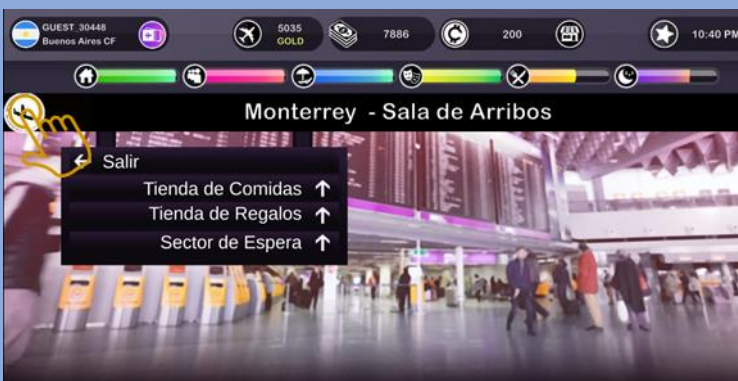 GUEST_30448
Buenos Aires CF
5035
GOLD
7886
200
10:40 PM
Monterrey - Sala de Arribos
Salir
Tienda de Comidas
Tienda de Regalos
Sector de Espera